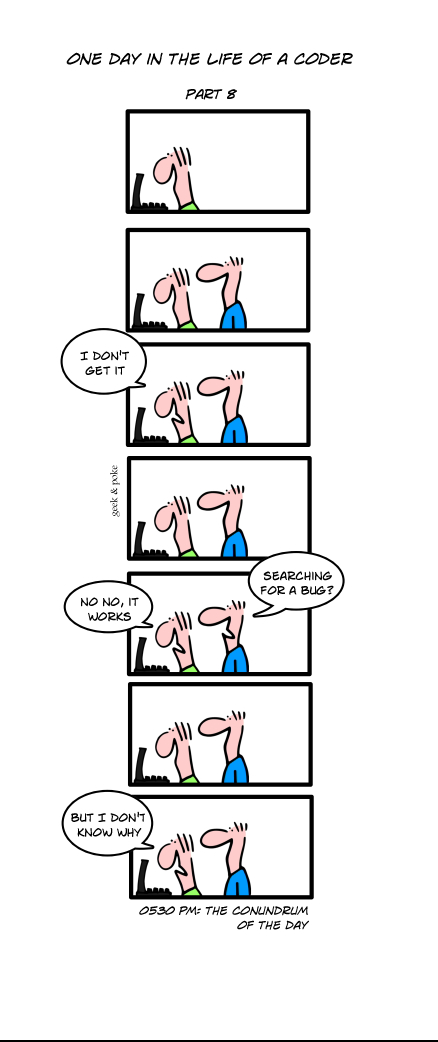 ONE DAY IN THE LIFE OF A CODER
PART 8
I DON'T
GET IT
geek & poke
SEARCHING
FOR A BUG?
NO NO, IT
WORKS
BUT I DON'T
KNOW WHY
0530 PM: THE CONUNDRUM
OF THE DAY